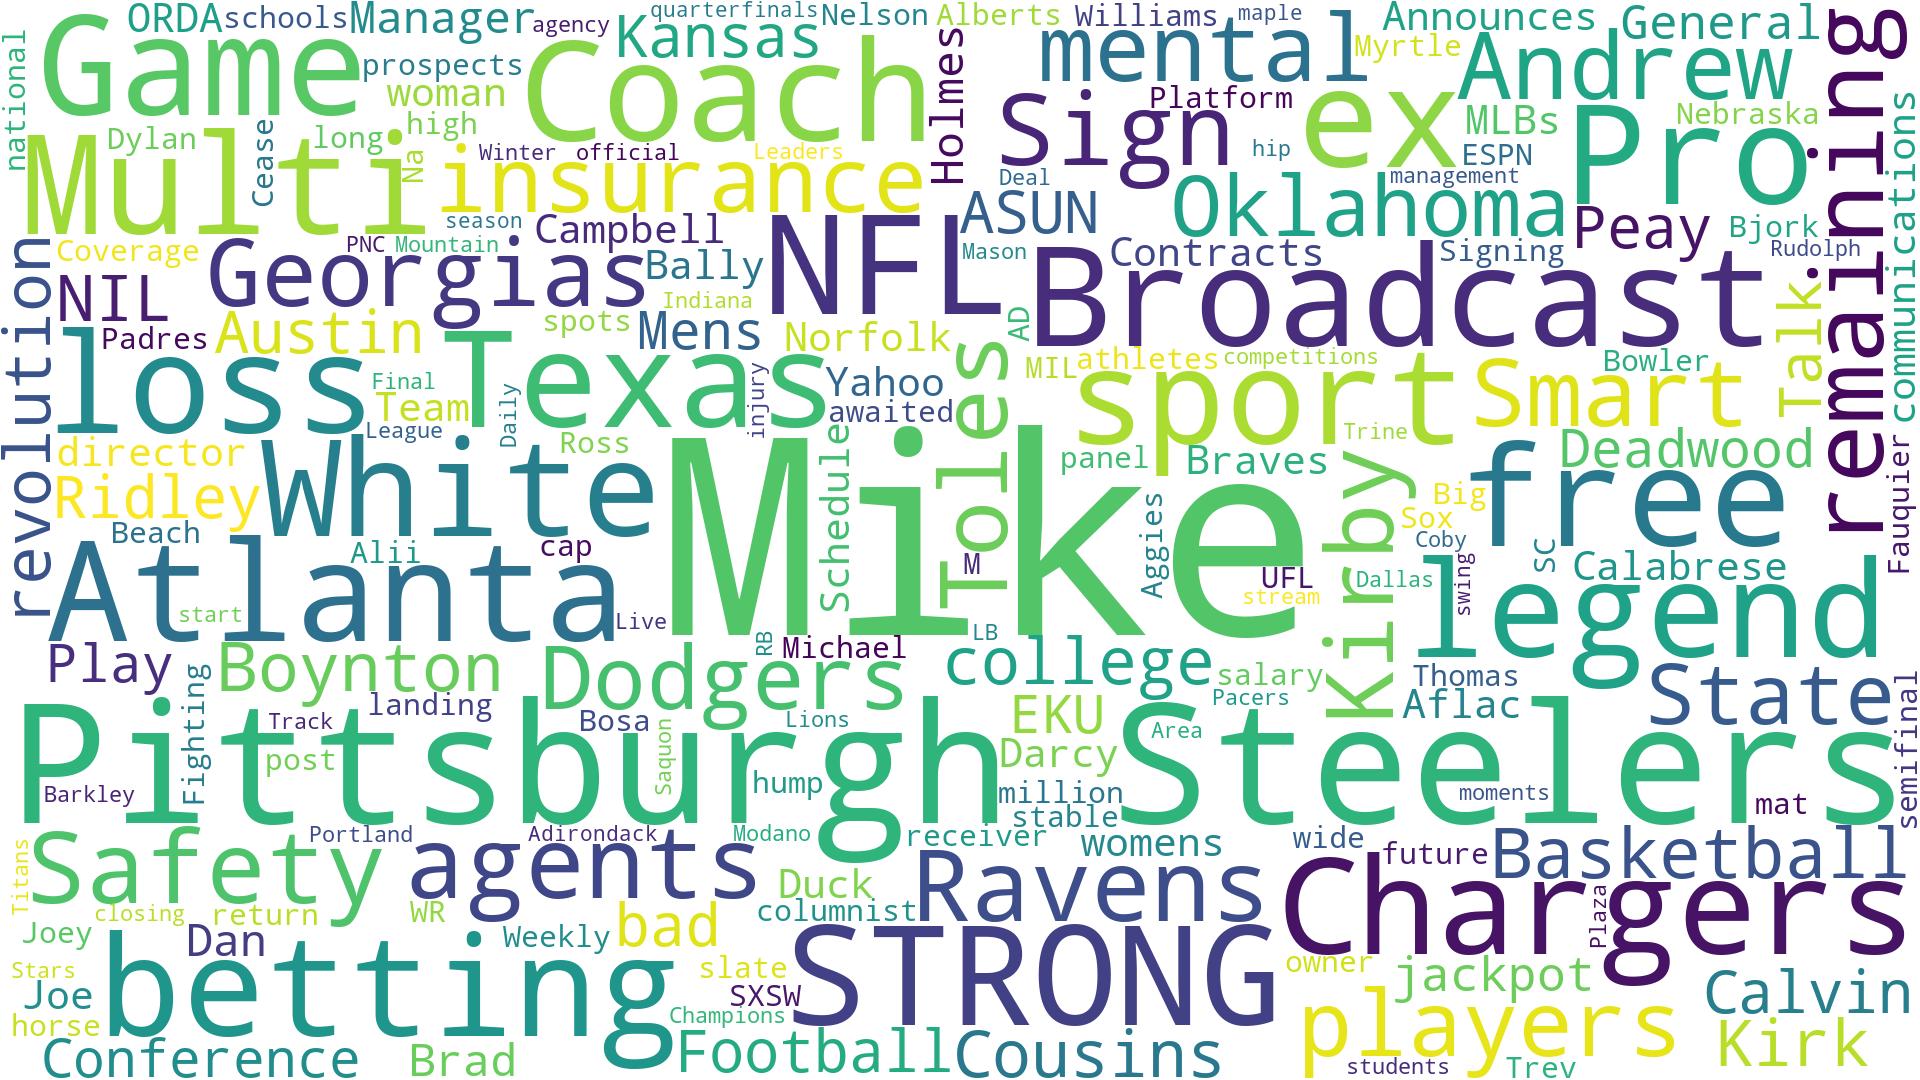 national
ORDA
schools
Manager
agency
quarterfinals
Nelson
Alberts
Williams
maple
Announces
General
remaining
Game
Coach
Kansas
mental
Myrtle
Andrew
prospects
woman
high
Holmes
Sign
Platform
ex
MLBs
Pro
Nebraska
communications
Multi
Dylan
Cease
long
Na
insurance
Winter
official
Leaders
hip
ESPN
management
Deal
ASUN
Oklahoma
Peay
Bjork
Rudolph
revolution
Coverage
NIL
Georgias
PNC
Mountain
season
Campbell
Bally
NFL
Mason
Broadcast
Contracts
Signing
Talk
Indiana
Padres
Austin
spots
Mens
Norfolk
AD
MIL
athletes
competitions
sport
Smart
Bowler
loss
Final
Team
Texas
Daily
injury
Yahoo
awaited
Toles
Trine
director
League
Ross
Schedule
panel
Braves
Kirby
Deadwood
Fauquier
Ridley
White
Mike
Aggies
Big
Sox
free
Beach
Alii
cap
M
UFL
stream
Dallas
Coby
swing
SC
Calabrese
Atlanta
start
Live
RB
Michael
LB
legend
Play
Boynton
Dodgers
college
salary
Thomas
State
semifinal
Fighting
landing
Track
post
Bosa
Saquon
Lions
EKU
Darcy
Pacers
Area
Aflac
Pittsburgh
Steelers
Barkley
hump
million
stable
moments
mat
Titans
Safety
Portland
agents
Adirondack
Modano
receiver
womens
wide
future
Basketball
closing
return
WR
Duck
columnist
Ravens
Chargers
Plaza
Joey
Dan
Weekly
bad
STRONG
Stars
Joe
betting
slate
SXSW
owner
jackpot
Calvin
horse
Champions
players
Kirk
Conference
Brad
Football
Cousins
students
Trev